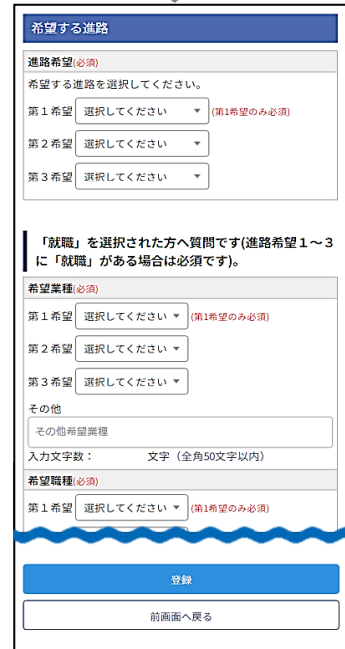 希望する進路
進路希望(必須)
希望する進路を選択してください。
第１希望 選択してください (第1希望のみ必須)
第２希望 選択してください
第３希望 選択してください
「就職」を選択された方へ質問です(進路希望１～３
に「就職」がある場合は必須です)。
希望業種(必須)
第１希望 選択してください (第1希望のみ必須)
第２希望 選択してください
第３希望 選択してください
その他
その他希望業種
入力文字数： 文字（全角50文字以内）
希望職種(必須)
第１希望 選択してください (第1希望のみ必須)
登録
前画面へ戻る